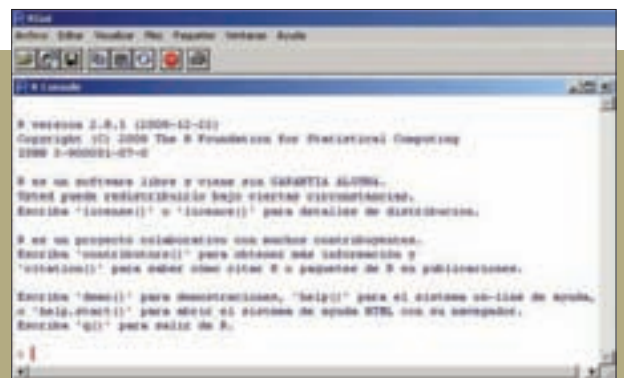 RGui
Archivo Editar Visualizar Misc Paquetes Ventanas Ayuda
R Console
R version 2.8.1 (2008-12-22)
Copyright (C) 2008 The R Foundation for Statistical Computing
ISBN 3-900051-07-0
R es un software libre y viene sin GARANTIA ALGUNA.
Usted puede redistribuirlo bajo ciertas circunstancias.
Escriba 'license()' o 'licence()' para detalles de distribucion.
R es un proyecto colaborativo con muchos contribuyentes.
Escriba 'contributors()' para obtener más información y
'citation()' para saber cómo citar R o paquetes de R en publicaciones.
Escriba 'demo()' para demostraciones, 'help()' para el sistema on-line de ayuda,
o 'help.start()' para abrir el sistema de ayuda HTML con su navegador.
Escriba 'q()' para salir de R.
>